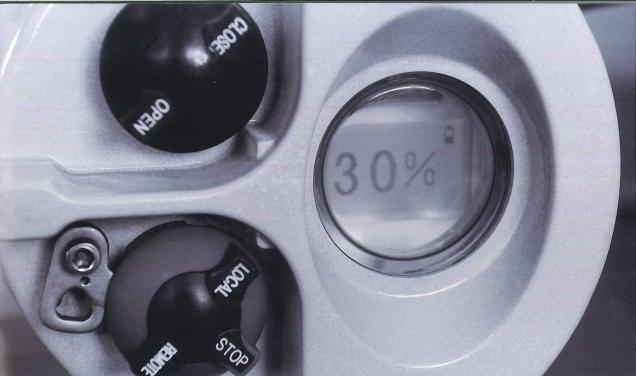 CLOSE
OPEN
30%
LOCAL
STOP
REMOTE